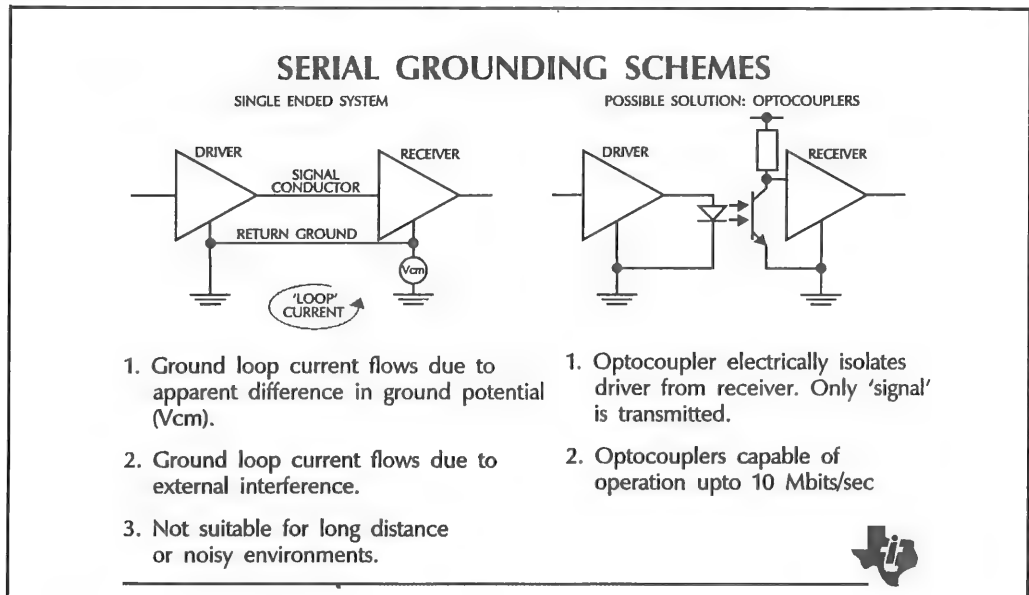 SERIAL GROUNDING SCHEMES
SINGLE ENDED SYSTEM
DRIVER
SIGNAL
CONDUCTOR
RECEIVER
RETURN GROUND
Vcm
'LOOP'
CURRENT
1. Ground loop current flows due to
apparent difference in ground potential
(Vcm).
2. Ground loop current flows due to
external interference.
3. Not suitable for long distance
or noisy environments.
POSSIBLE SOLUTION: OPTOCOUPLERS
DRIVER
RECEIVER
1. Optocoupler electrically isolates
driver from receiver. Only 'signal'
is transmitted.
2. Optocouplers capable of
operation upto 10 Mbits/sec